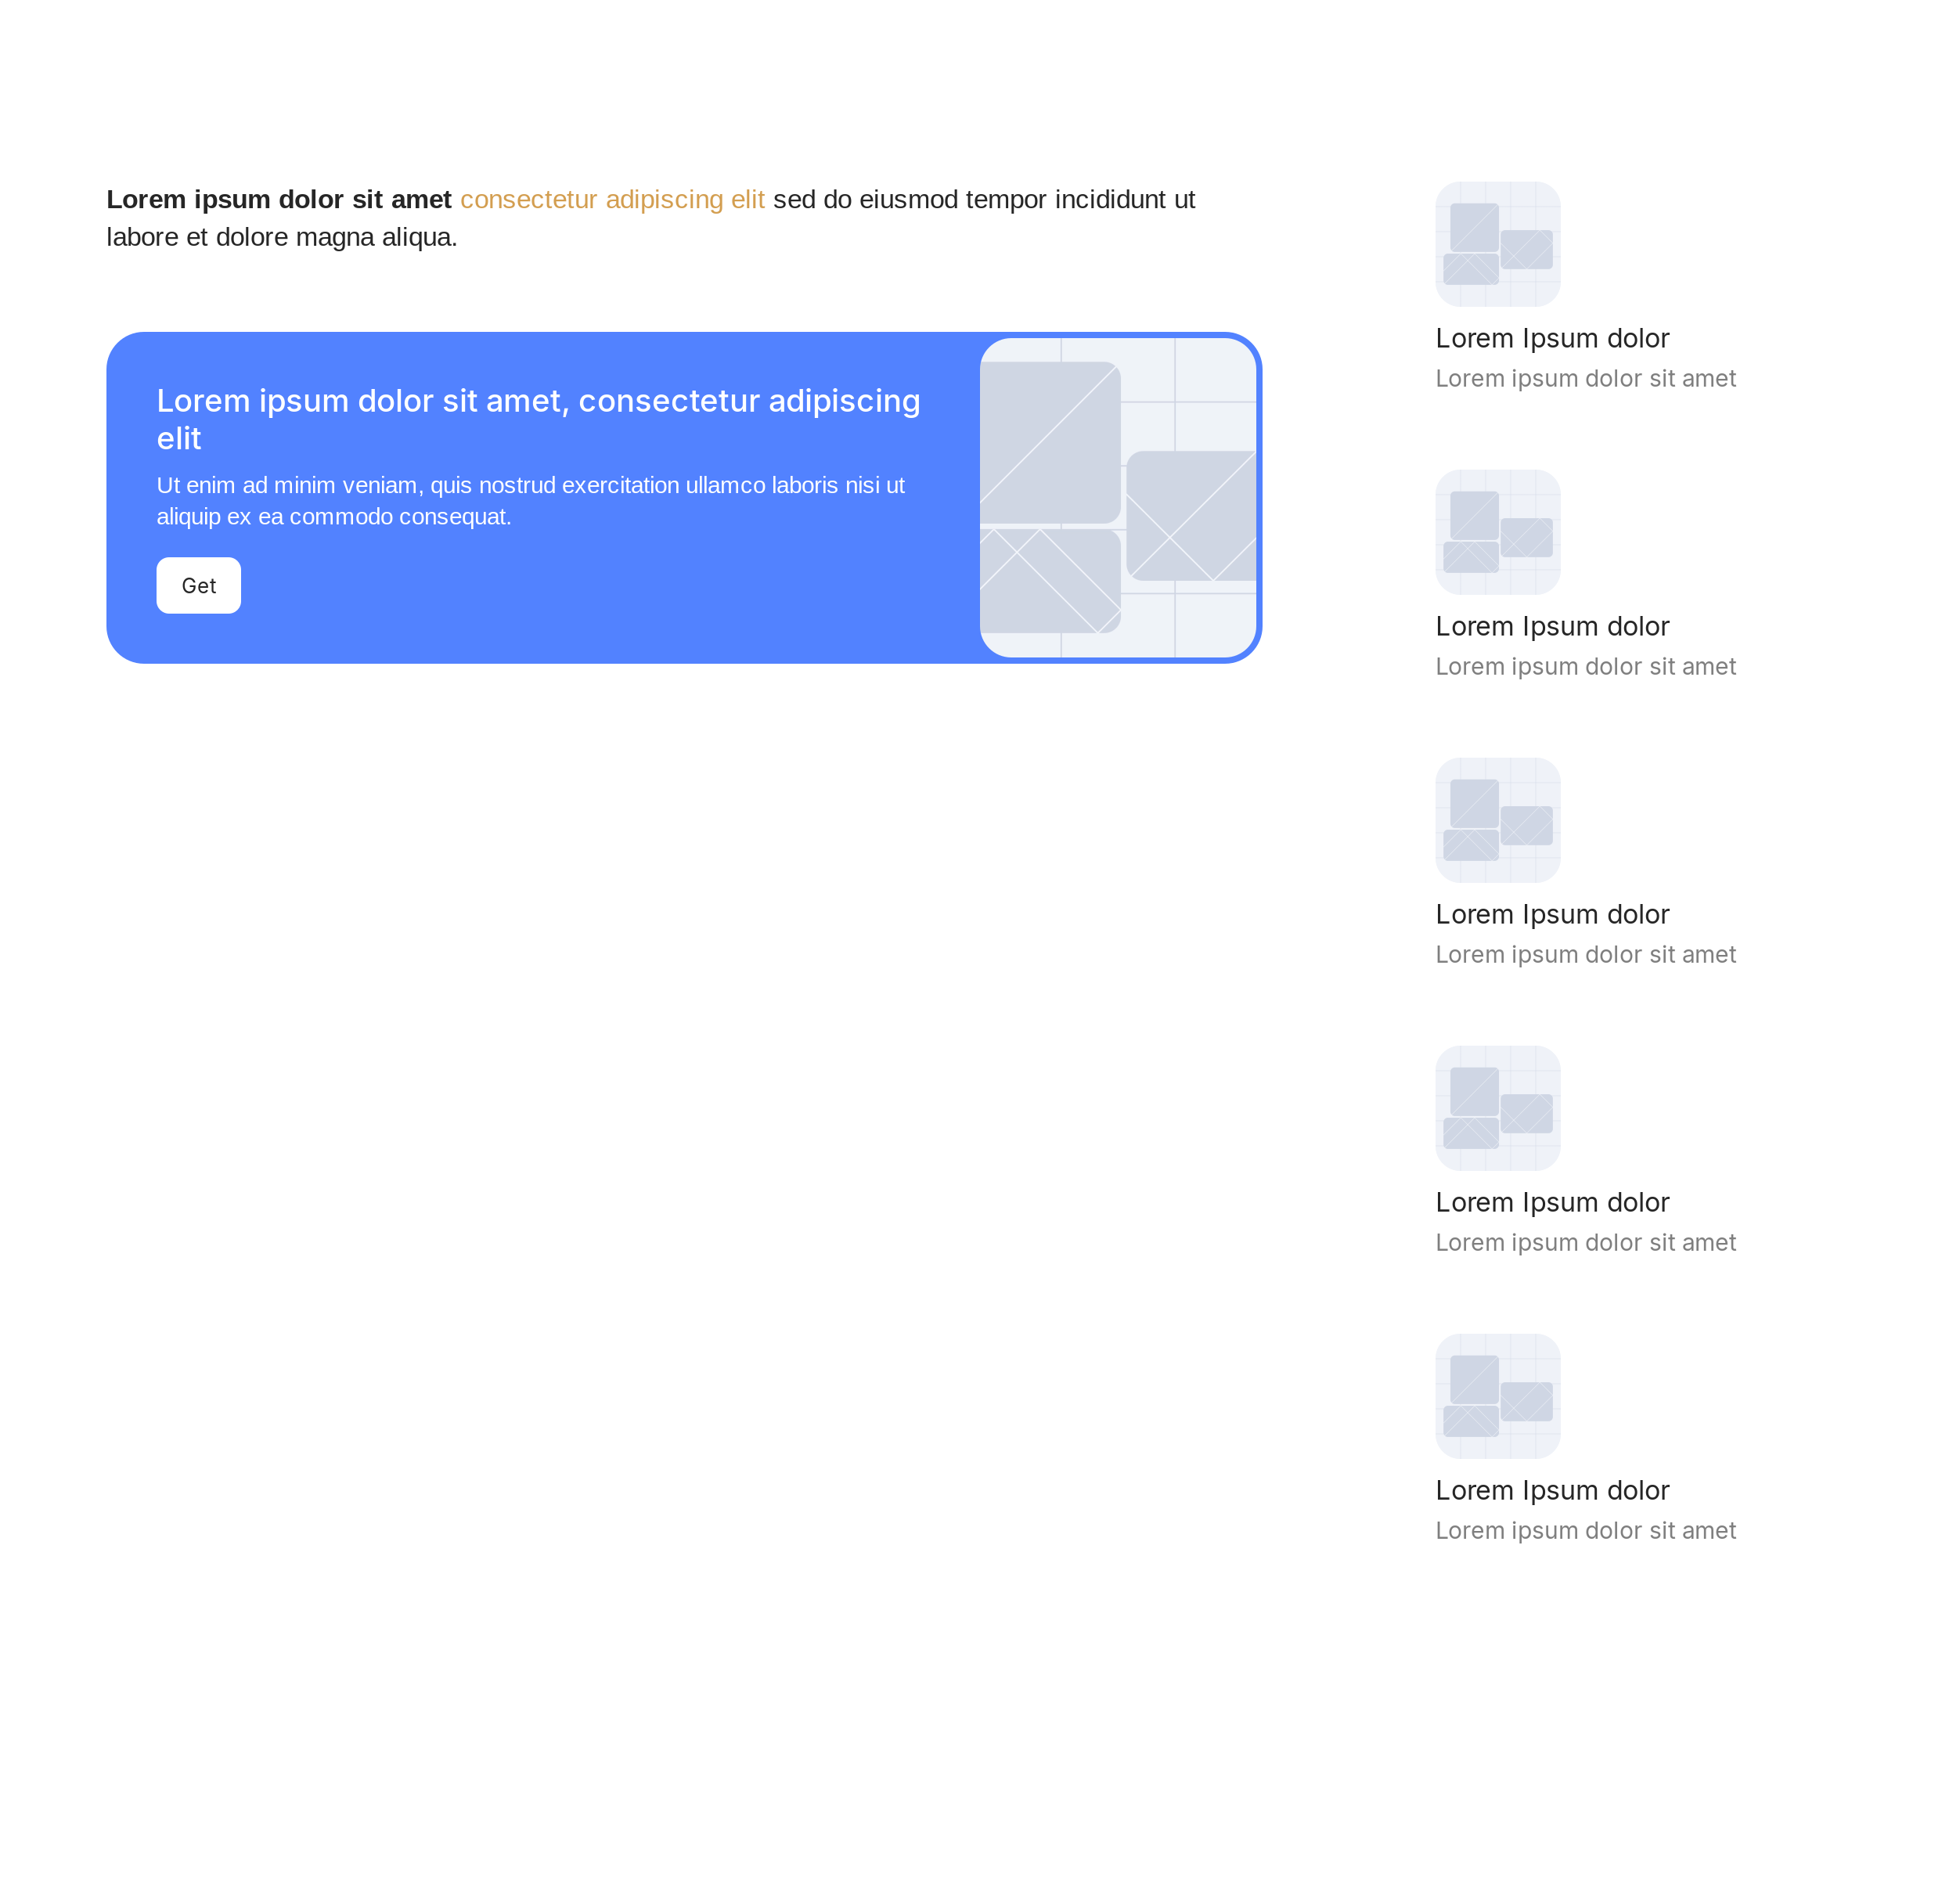 Lorem ipsum dolor sit amet consectetur adipiscing elit sed do eiusmod tempor incididunt ut
labore et dolore magna aliqua.
Lorem ipsum dolor sit amet, consectetur adipiscing
elit
Ut enim ad minim veniam, quis nostrud exercitation ullamco laboris nisi ut
aliquip ex ea commodo consequat.
Get
Lorem Ipsum dolor
Lorem ipsum dolor sit amet
Lorem Ipsum dolor
Lorem ipsum dolor sit amet
Lorem Ipsum dolor
Lorem ipsum dolor sit amet
Lorem Ipsum dolor
Lorem ipsum dolor sit amet
Lorem Ipsum dolor
Lorem ipsum dolor sit amet